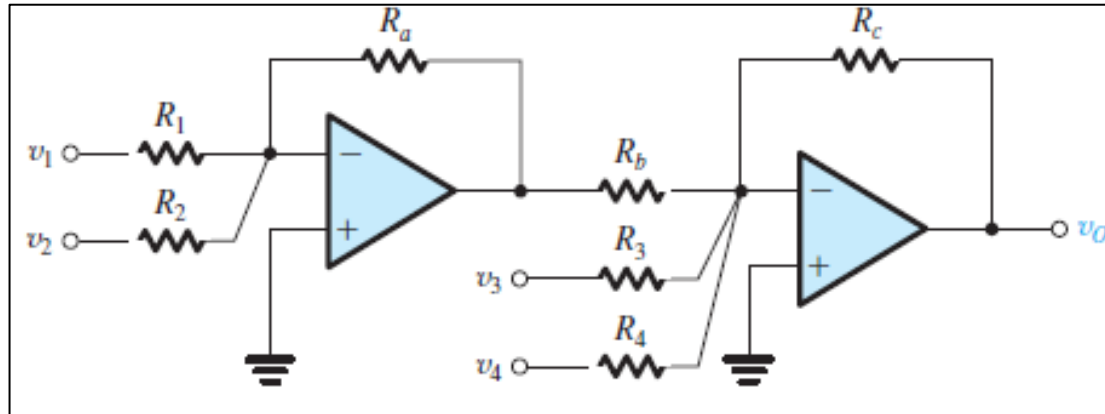 Ra Rc
R1
v1
− Rb
R2 −
v2 + R3 vO
v3 +
R4
v4